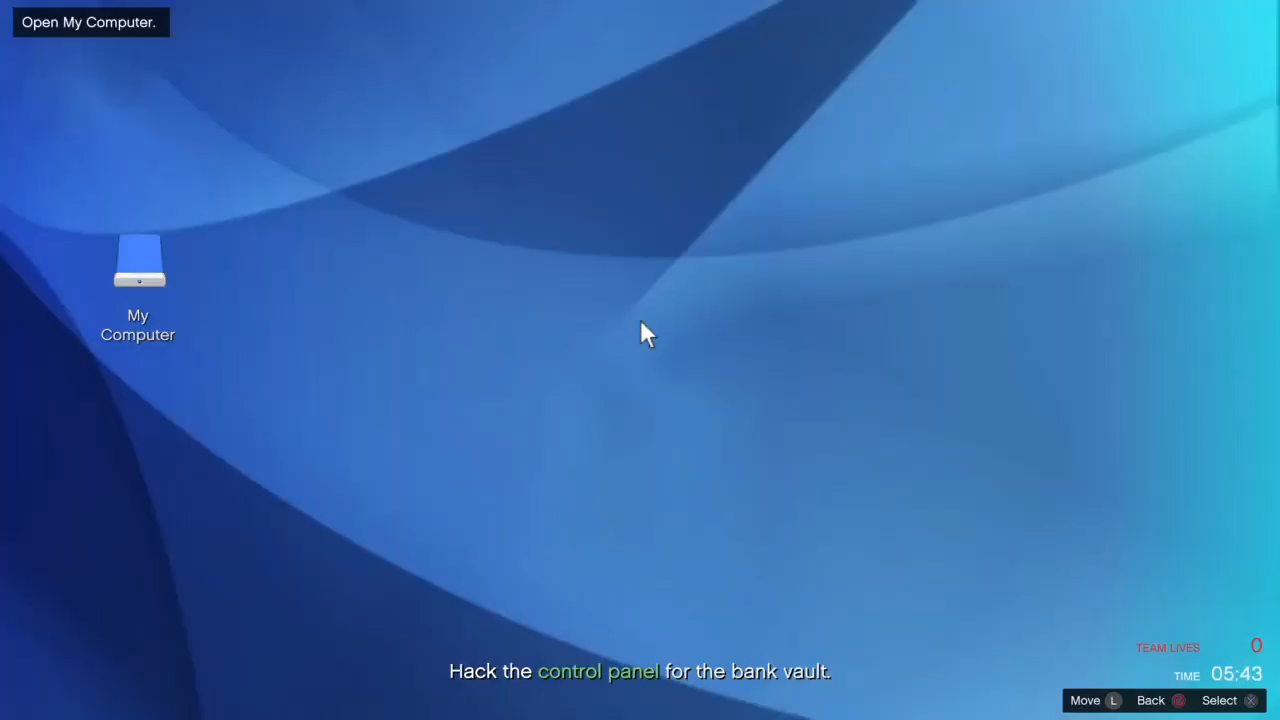 Open My Computer.
My
Computer
Hack the control panel for the bank vault.
TEAM LIVES 0
TIME 05:43
Move L Back Select